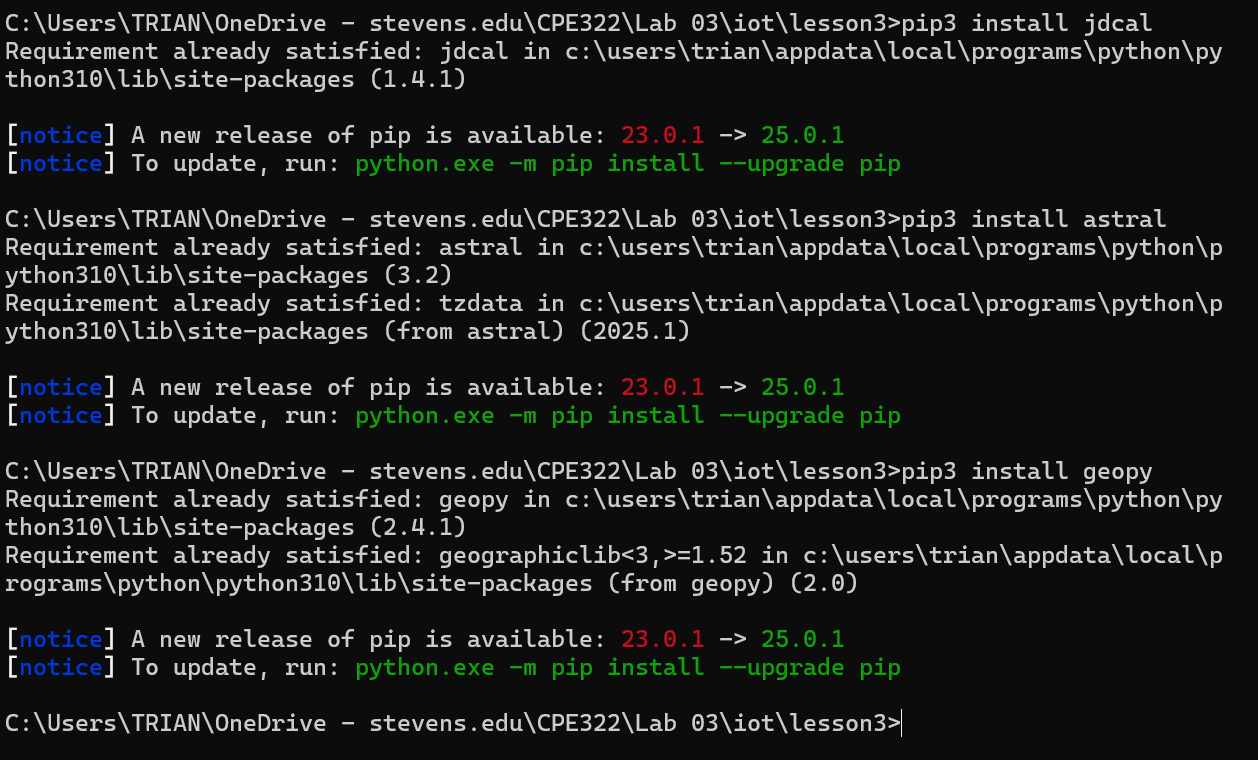 C:\Users\TRIAN\OneDrive - stevens.edu\CPE322\Lab 03\iot\lesson3>pip3 install jdcal
Requirement already satisfied: jdcal in c:\users\trian\appdata\local\programs\python\py
thon310\lib\site-packages (1.4.1)
[notice] A new release of pip is available: 23.0.1 -> 25.0.1
[notice] To update, run: python.exe -m pip install --upgrade pip
C:\Users\TRIAN\OneDrive - stevens.edu\CPE322\Lab 03\iot\lesson3>pip3 install astral
Requirement already satisfied: astral in c:\users\trian\appdata\local\programs\python\p
ython310\lib\site-packages (3.2)
Requirement already satisfied: tzdata in c:\users\trian\appdata\local\programs\python\p
ython310\lib\site-packages (from astral) (2025.1)
[notice] A new release of pip is available: 23.0.1 -> 25.0.1
[notice] To update, run: python.exe -m pip install --upgrade pip
C:\Users\TRIAN\OneDrive - stevens.edu\CPE322\Lab 03\iot\lesson3>pip3 install geopy
Requirement already satisfied: geopy in c:\users\trian\appdata\local\programs\python\py
thon310\lib\site-packages (2.4.1)
Requirement already satisfied: geographiclib<3,>=1.52 in c:\users\trian\appdata\local\p
rograms\python\python310\lib\site-packages (from geopy) (2.0)
[notice] A new release of pip is available: 23.0.1 -> 25.0.1
[notice] To update, run: python.exe -m pip install --upgrade pip
C:\Users\TRIAN\OneDrive - stevens.edu\CPE322\Lab 03\iot\lesson3>